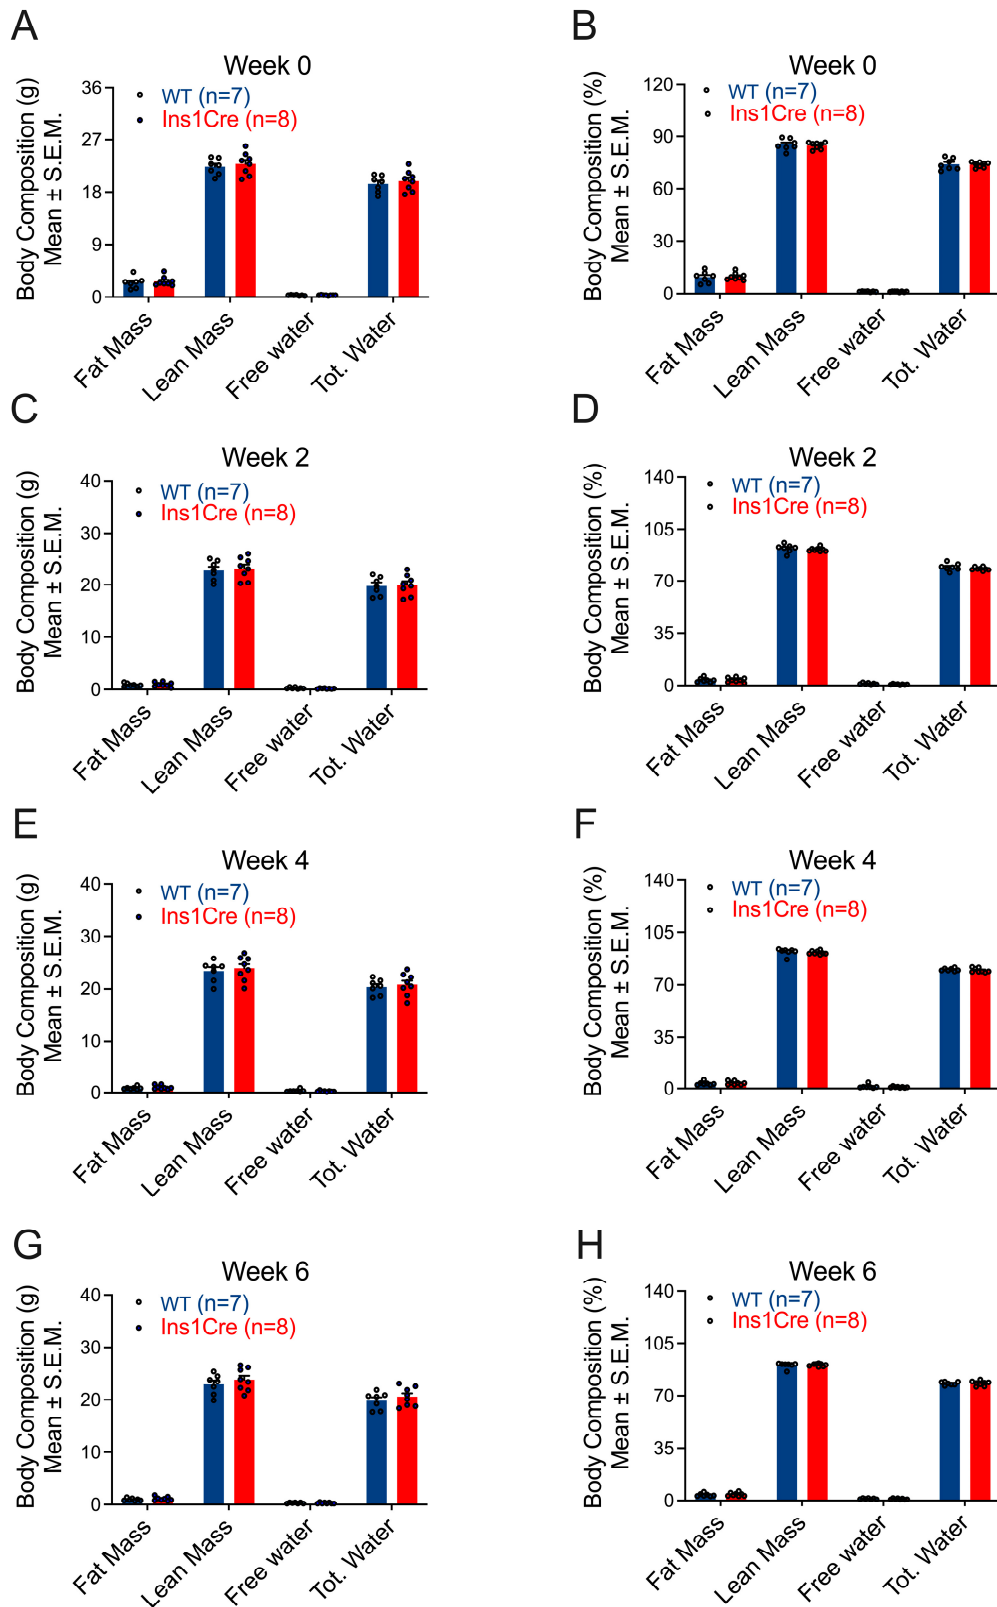 A
Week 0
Body Composition (g)
Mean ± S.E.M.
WT (n=7)
Ins1Cre (n=8)
36
27
18
9
0
Fat Mass
Lean Mass
Free water
Tot. Water
B
Week 0
Body Composition (%)
Mean ± S.E.M.
WT (n=7)
Ins1Cre (n=8)
120
90
60
30
0
Fat Mass
Lean Mass
Free water
Tot. Water
C
Week 2
Body Composition (g)
Mean ± S.E.M.
WT (n=7)
Ins1Cre (n=8)
40
30
20
10
0
Fat Mass
Lean Mass
Free water
Tot. Water
D
Week 2
Body Composition (%)
Mean ± S.E.M.
WT (n=7)
Ins1Cre (n=8)
140
105
70
35
0
Fat Mass
Lean Mass
Free water
Tot. Water
E
Week 4
Body Composition (g)
Mean ± S.E.M.
WT (n=7)
Ins1Cre (n=8)
40
30
20
10
0
Fat Mass
Lean Mass
Free water
Tot. Water
F
Week 4
Body Composition (%)
Mean ± S.E.M.
WT (n=7)
Ins1Cre (n=8)
140
105
70
35
0
Fat Mass
Lean Mass
Free water
Tot. Water
G
Week 6
Body Composition (g)
Mean ± S.E.M.
WT (n=7)
Ins1Cre (n=8)
40
30
20
10
0
Fat Mass
Lean Mass
Free water
Tot. Water
H
Week 6
Body Composition (%)
Mean ± S.E.M.
WT (n=7)
Ins1Cre (n=8)
140
105
70
35
0
Fat Mass
Lean Mass
Free water
Tot. Water